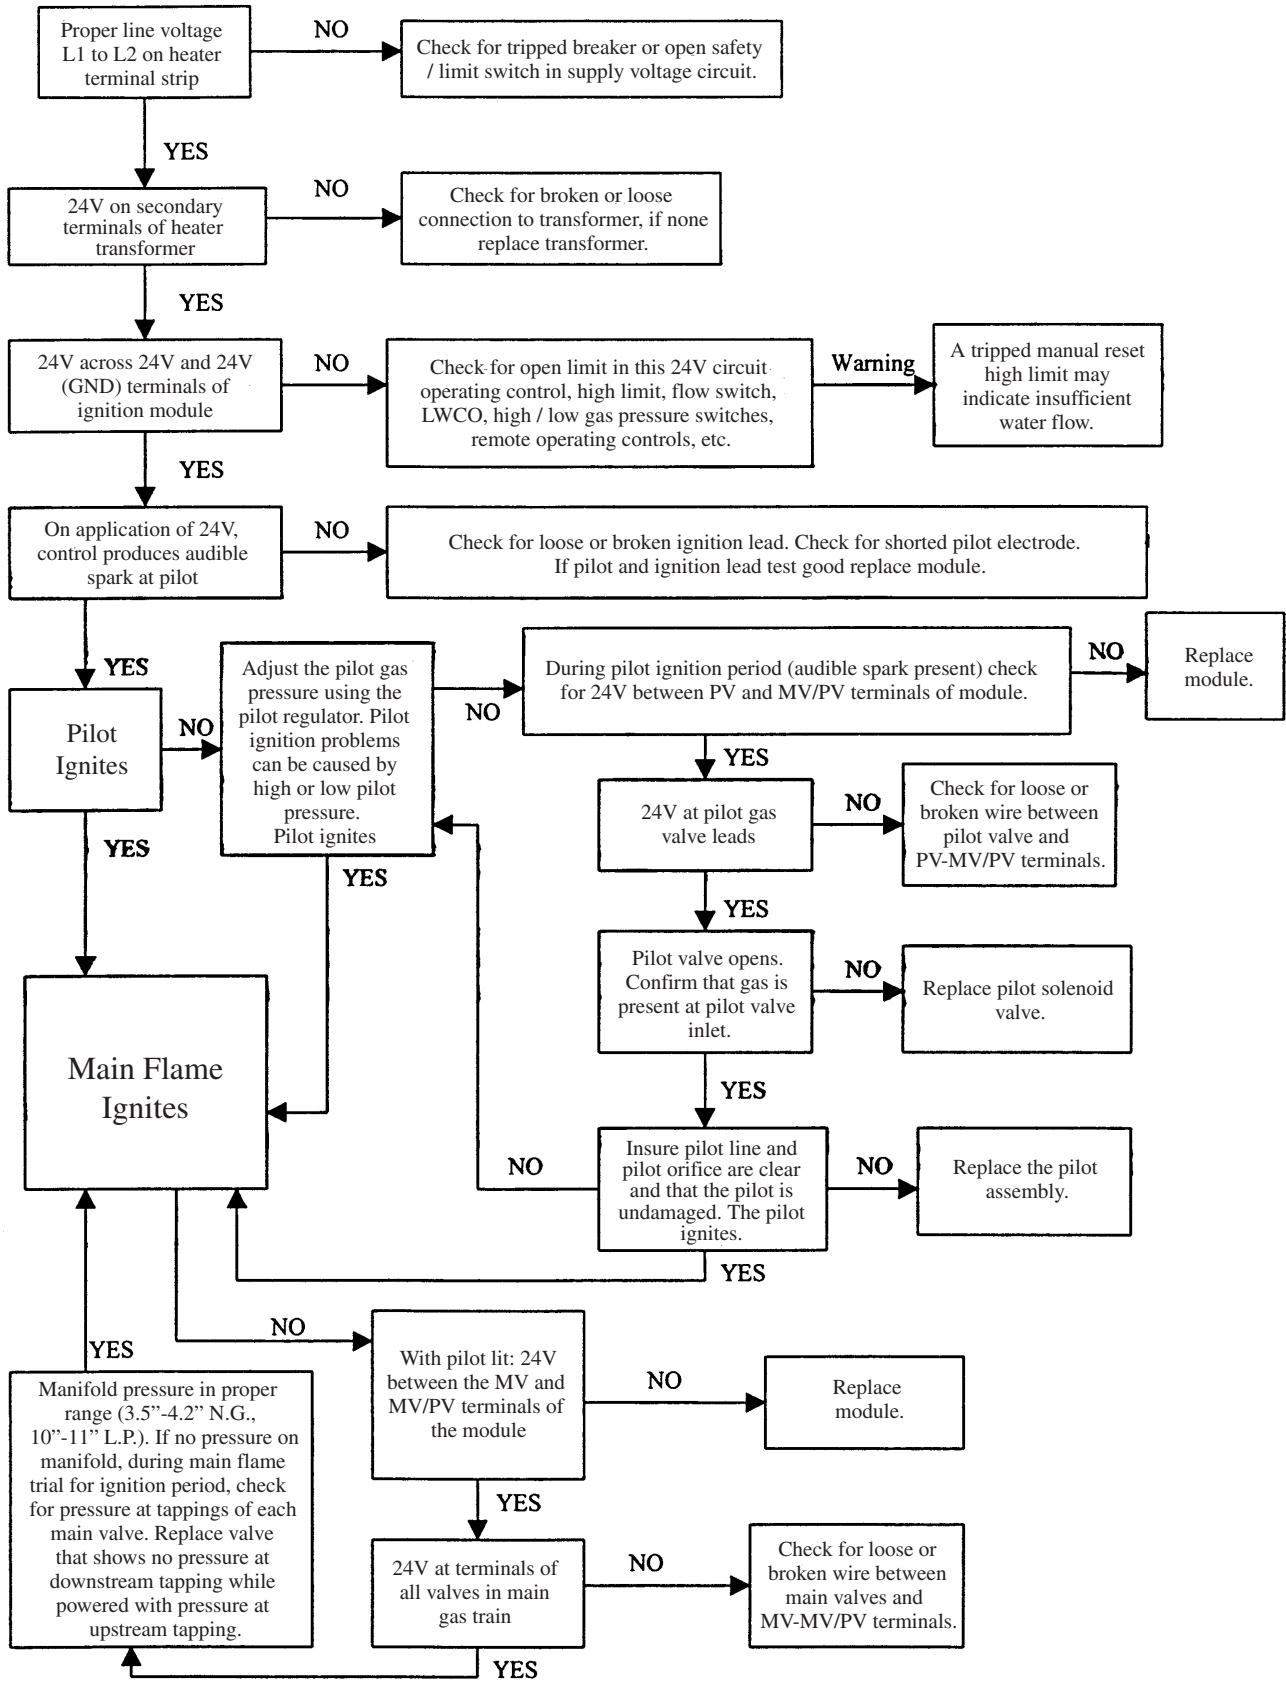 Proper line voltage
L1 to L2 on heater
terminal strip
NO
Check for tripped breaker or open safety
/ limit switch in supply voltage circuit.
YES
24V on secondary
terminals of heater
transformer
NO
Check for broken or loose
connection to transformer, if none
replace transformer.
YES
24V across 24V and 24V
(GND) terminals of
ignition module
NO
Check for open limit in this 24V circuit
operating control, high limit, flow switch,
LWCO, high / low gas pressure switches,
remote operating controls, etc.
Warning
A tripped manual reset
high limit may
indicate insufficient
water flow.
YES
On application of 24V,
control produces audible
spark at pilot
NO
Check for loose or broken ignition lead. Check for shorted pilot electrode.
If pilot and ignition lead test good replace module.
YES
Pilot
Ignites
NO
Adjust the pilot gas
pressure using the
pilot regulator. Pilot
ignition problems
can be caused by
high or low pilot
pressure.
Pilot ignites
NO
During pilot ignition period (audible spark present) check
for 24V between PV and MV/PV terminals of module.
NO
Replace
module.
YES
24V at pilot gas
valve leads
NO
Check for loose or
broken wire between
pilot valve and
PV-MV/PV terminals.
YES
YES
YES
Pilot valve opens.
Confirm that gas is
present at pilot valve
inlet.
NO
Replace pilot solenoid
valve.
Main Flame
Ignites
YES
Insure pilot line and
pilot orifice are clear
and that the pilot is
undamaged. The pilot
ignites.
NO
NO
Replace the pilot
assembly.
YES
NO
With pilot lit: 24V
between the MV and
MV/PV terminals of
the module
NO
Replace
module.
YES
Manifold pressure in proper
range (3.5”-4.2” N.G.,
10”-11” L.P.). If no pressure on
manifold, during main flame
trial for ignition period, check
for pressure at tappings of each
main valve. Replace valve
that shows no pressure at
downstream tapping while
powered with pressure at
upstream tapping.
YES
24V at terminals of
all valves in main
gas train
NO
Check for loose or
broken wire between
main valves and
MV-MV/PV terminals.
YES